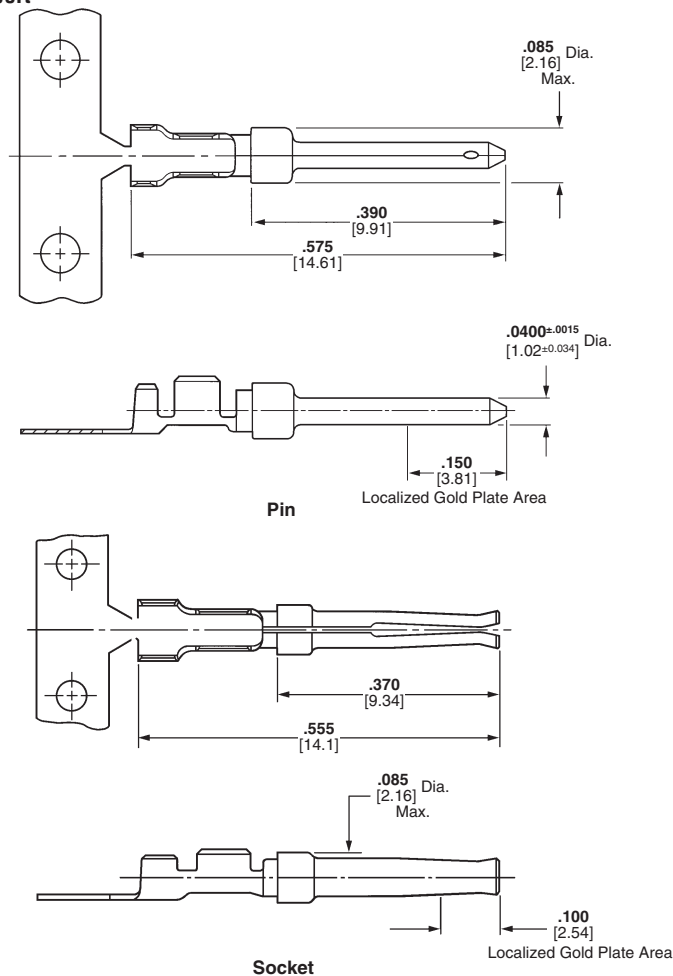 .085 Dia.
[2.16]
Max.
.390
[9.91]
.575
[14.61]
.0400±.0015 Dia.
[1.02±0.034]
.150
[3.81]
Localized Gold Plate Area
Pin
.370
[9.34]
.555
[14.1]
.085 Dia.
[2.16]
Max.
.100
[2.54]
Localized Gold Plate Area
Socket